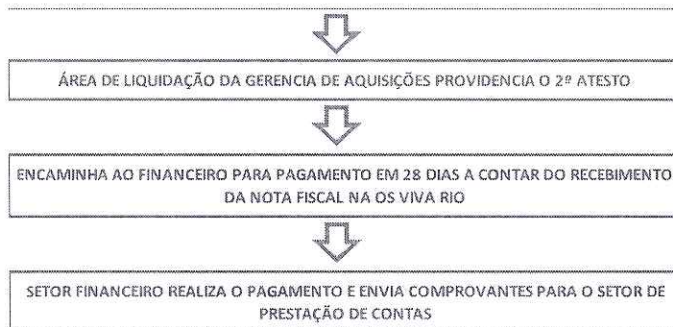 ÁREA DE LIQUIDAÇÃO DA GERENCIA DE AQUISIÇÕES PROVIDENCIA O 2º ATESTO
ENCAMINHA AO FINANCEIRO PARA PAGAMENTO EM 28 DIAS A CONTAR DO RECEBIMENTO
DA NOTA FISCAL NA OS VIVA RIO
SETOR FINANCEIRO REALIZA O PAGAMENTO E ENVIA COMPROVANTES PARA O SETOR DE
PRESTAÇÃO DE CONTAS